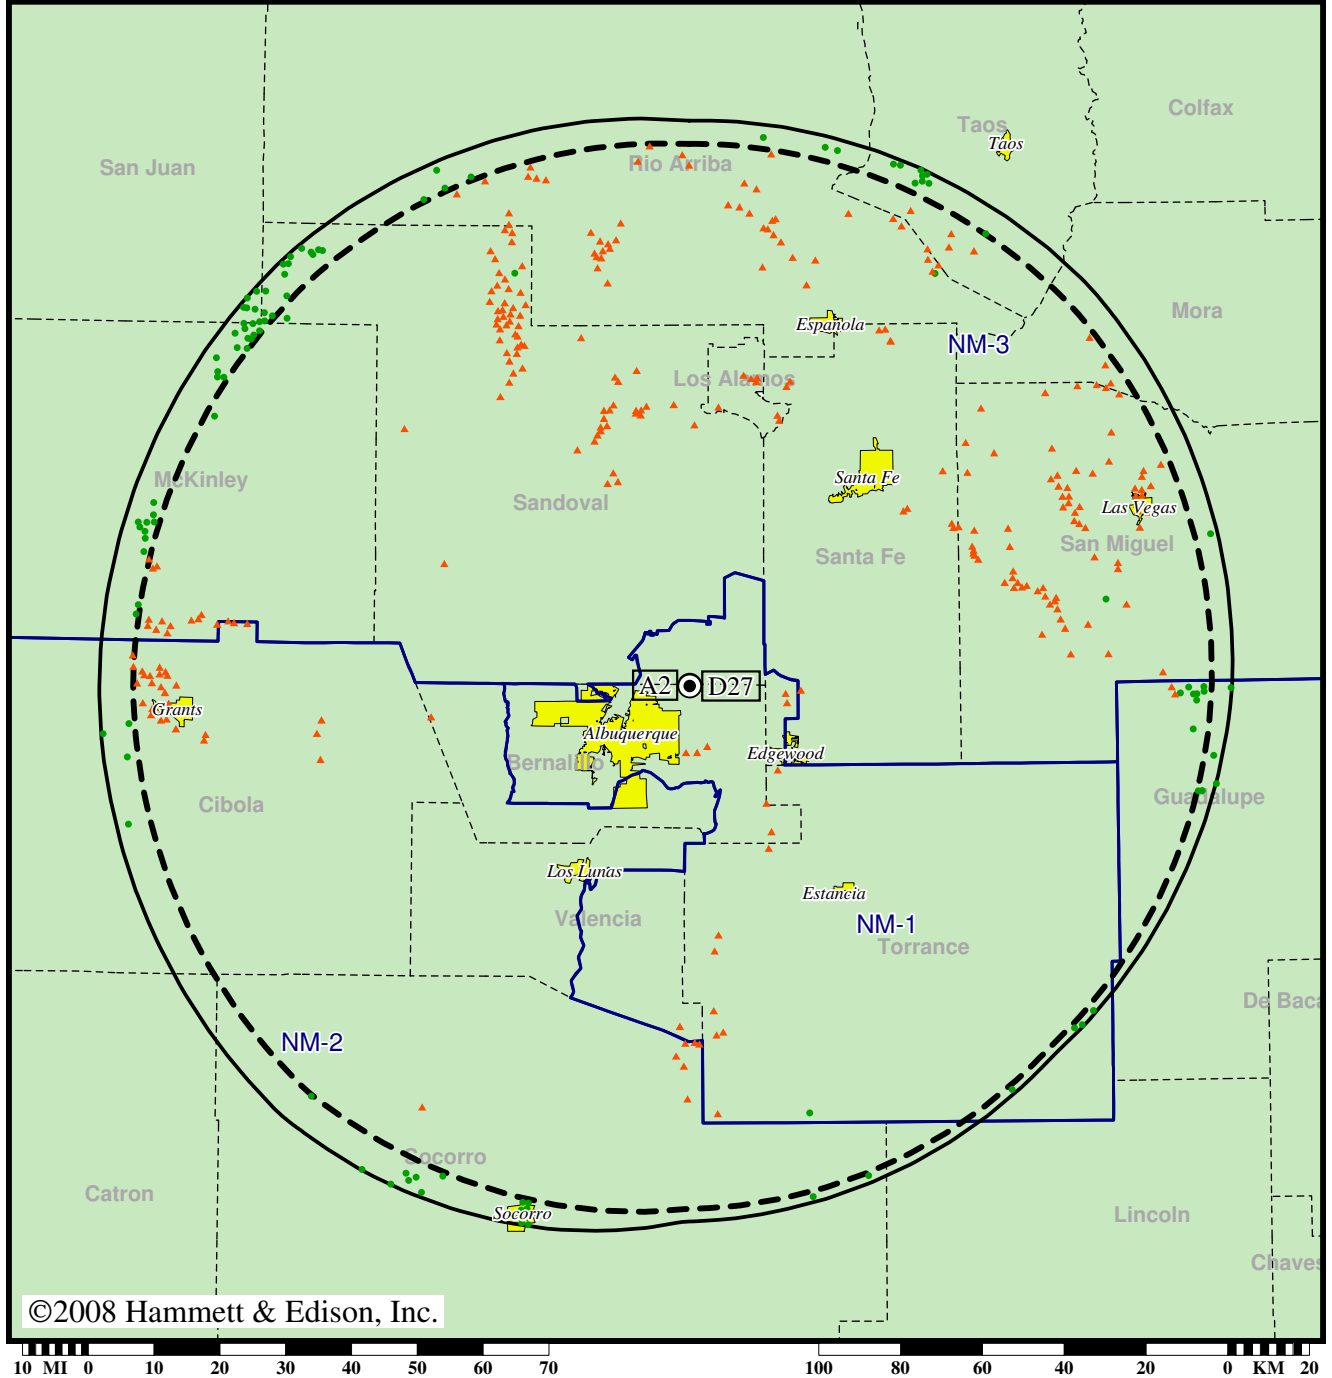 Colfax
Taos
Taos
San Juan
Rio Arriba
Mora
Española
NM-3
Los Alamos
McKinley
Santa Fe
Sandoval
Las Vegas
San Miguel
Santa Fe
A2
D27
Grants
Albuquerque
Edgewood
Bernalillo
Cibola
Guadalupe
Los Lunas
Estancia
Valencia
NM-1
Torrance
De Baca
NM-2
Socorro
Catron
Socorro
Lincoln
Chaves
©2008 Hammett & Edison, Inc.
10 MI 0 10 20 30 40 50 60 70 100 80 60 40 20 0 KM 20